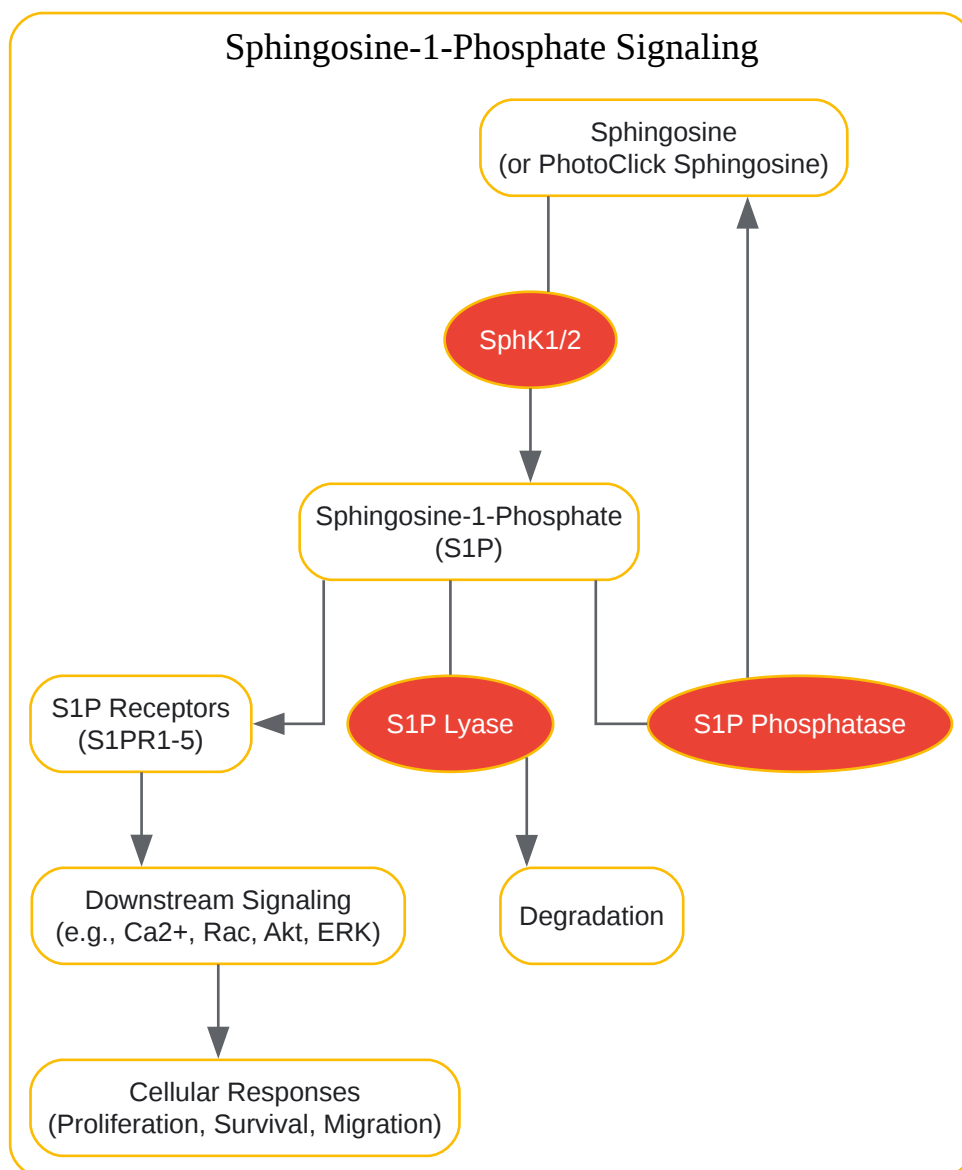 Sphingosine-1-Phosphate Signaling
Sphingosine
(or PhotoClick Sphingosine)
SphK1/2
Sphingosine-1-Phosphate
(S1P)
S1P Receptors
(S1PR1-5)
S1P Lyase
S1P Phosphatase
Downstream Signaling
(e.g., Ca2+, Rac, Akt, ERK)
Degradation
Cellular Responses
(Proliferation, Survival, Migration)